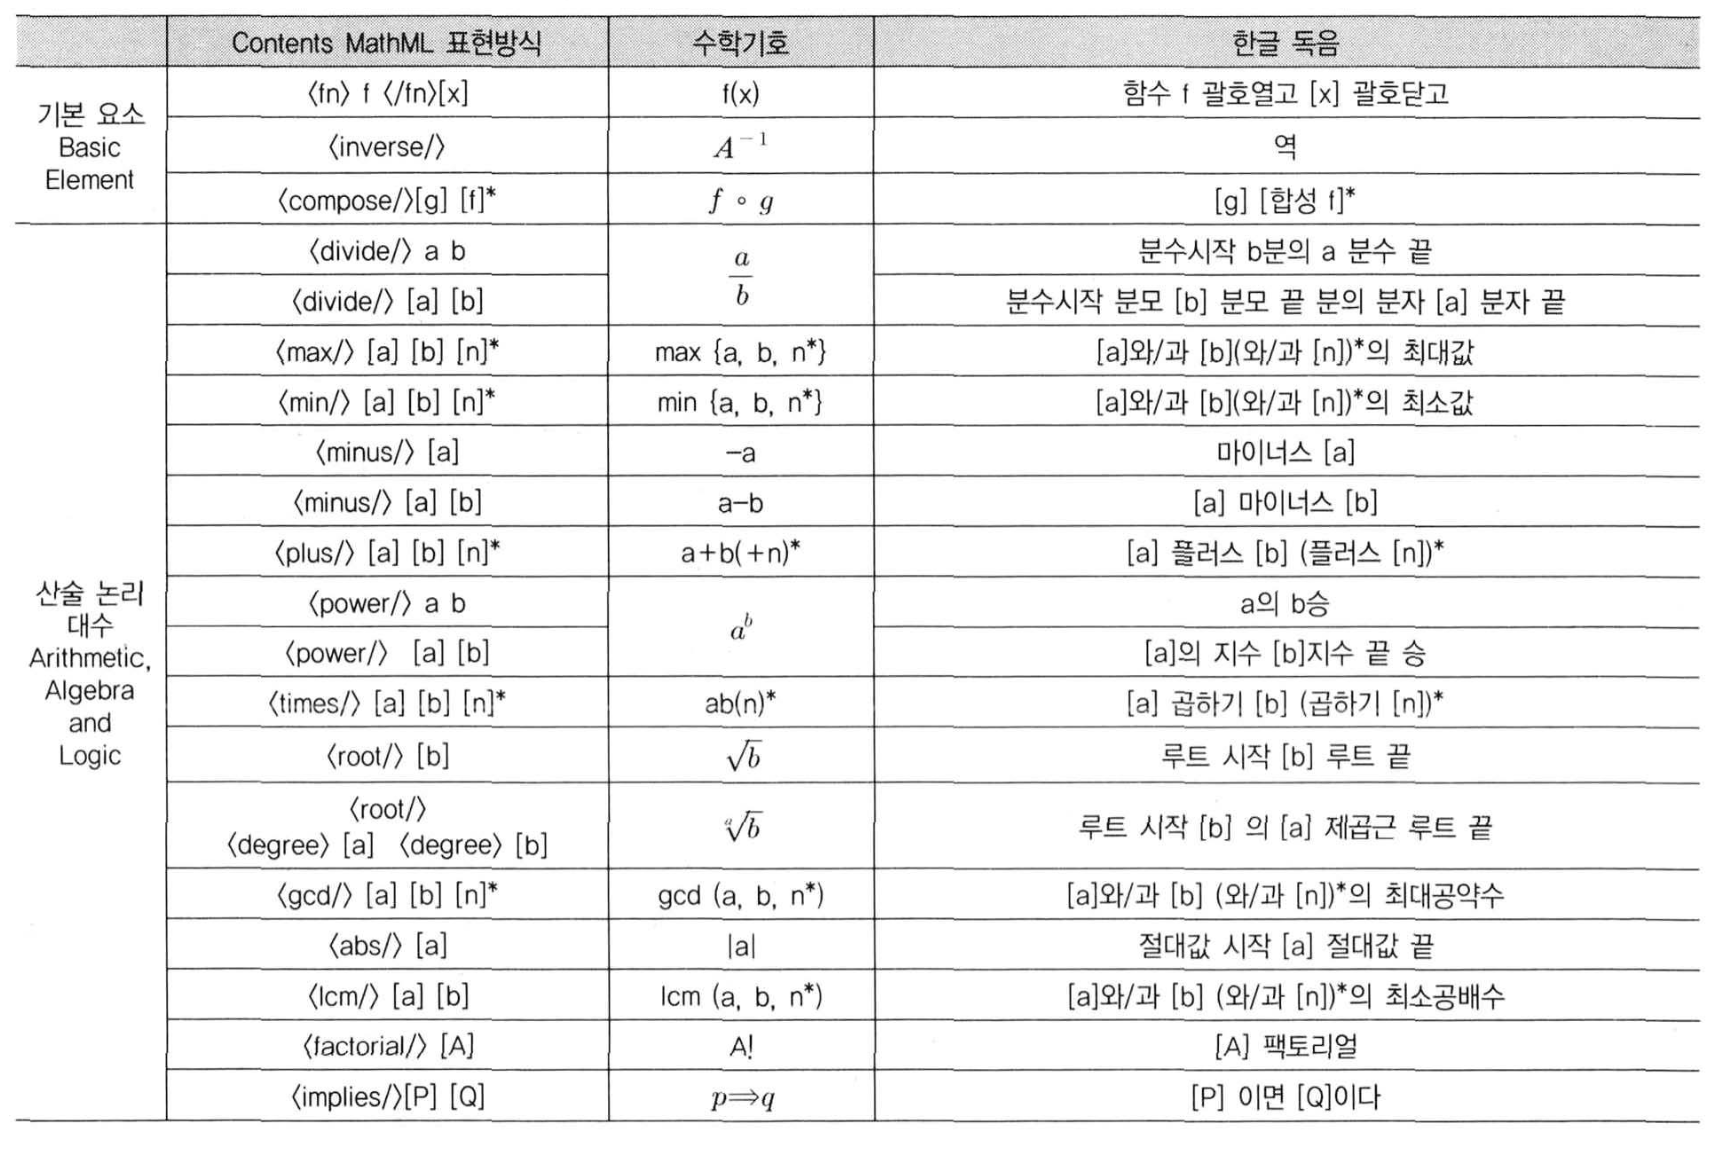 Contents MathML 표현방식 수학기호 한글 독음
기본 요소
Basic
Element
〈fn〉 f 〈/fn〉[x] f(x) 함수 f 괄호열고 [x] 괄호닫고
〈inverse/〉 A⁻¹ 역
〈compose/〉[g] [f]* f ∘ g [g] [합성 f]*
산술 논리
대수
Arithmetic,
Algebra
and
Logic
〈divide/〉 a b a/b 분수시작 b분의 a 분수 끝
〈divide/〉 [a] [b] 분수시작 분모 [b] 분모 끝 분의 분자 [a] 분자 끝
〈max/〉 [a] [b] [n]* max {a, b, n*} [a]와/과 [b](와/과 [n])*의 최대값
〈min/〉 [a] [b] [n]* min {a, b, n*} [a]와/과 [b](와/과 [n])*의 최소값
〈minus/〉 [a] −a 마이너스 [a]
〈minus/〉 [a] [b] a−b [a] 마이너스 [b]
〈plus/〉 [a] [b] [n]* a+b(+n)* [a] 플러스 [b] (플러스 [n])*
〈power/〉 a b aᵇ a의 b승
〈power/〉 [a] [b] [a]의 지수 [b]지수 끝 승
〈times/〉 [a] [b] [n]* ab(n)* [a] 곱하기 [b] (곱하기 [n])*
〈root/〉 [b] √b 루트 시작 [b] 루트 끝
〈root/〉
〈degree〉 [a] 〈degree〉 [b] ᵃ√b 루트 시작 [b] 의 [a] 제곱근 루트 끝
〈gcd/〉 [a] [b] [n]* gcd (a, b, n*) [a]와/과 [b] (와/과 [n])*의 최대공약수
〈abs/〉 [a] |a| 절대값 시작 [a] 절대값 끝
〈lcm/〉 [a] [b] lcm (a, b, n*) [a]와/과 [b] (와/과 [n])*의 최소공배수
〈factorial/〉 [A] A! [A] 팩토리얼
〈implies/〉[P] [Q] p⟹q [P] 이면 [Q]이다